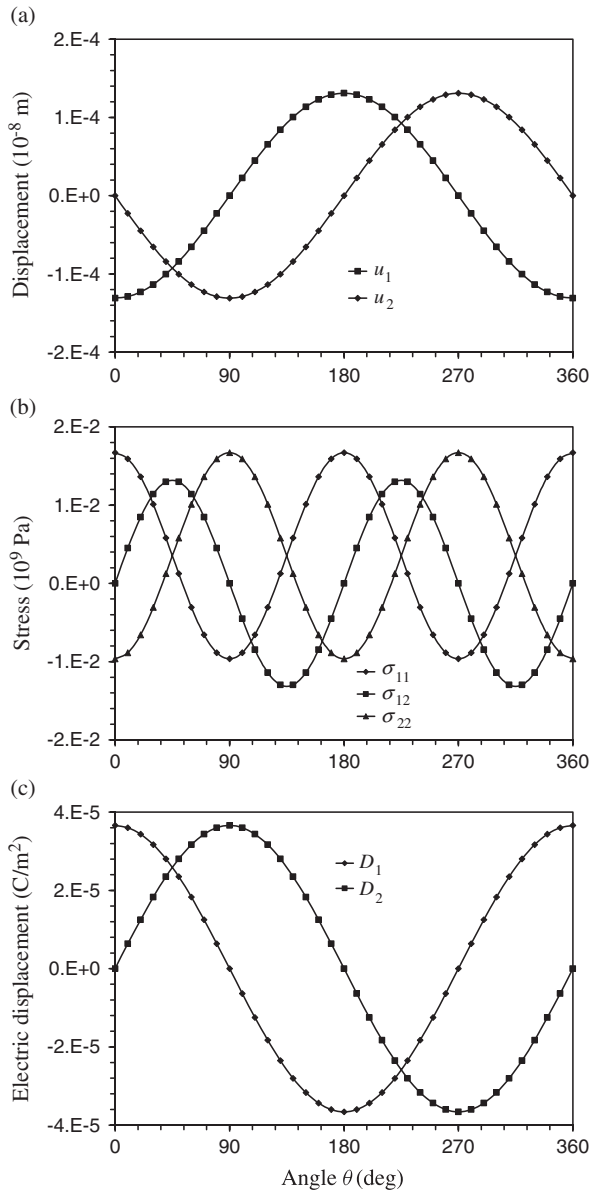 (a)
2.E-4
1.E-4
0.E+0
-1.E-4
-2.E-4
Displacement (10⁻⁸ m)
u₁
u₂
0 90 180 270 360
(b)
2.E-2
1.E-2
0.E+0
-1.E-2
-2.E-2
Stress (10⁹ Pa)
σ₁₁
σ₁₂
σ₂₂
0 90 180 270 360
(c)
4.E-5
2.E-5
0.E+0
-2.E-5
-4.E-5
Electric displacement (C/m²)
D₁
D₂
0 90 180 270 360
Angle θ (deg)